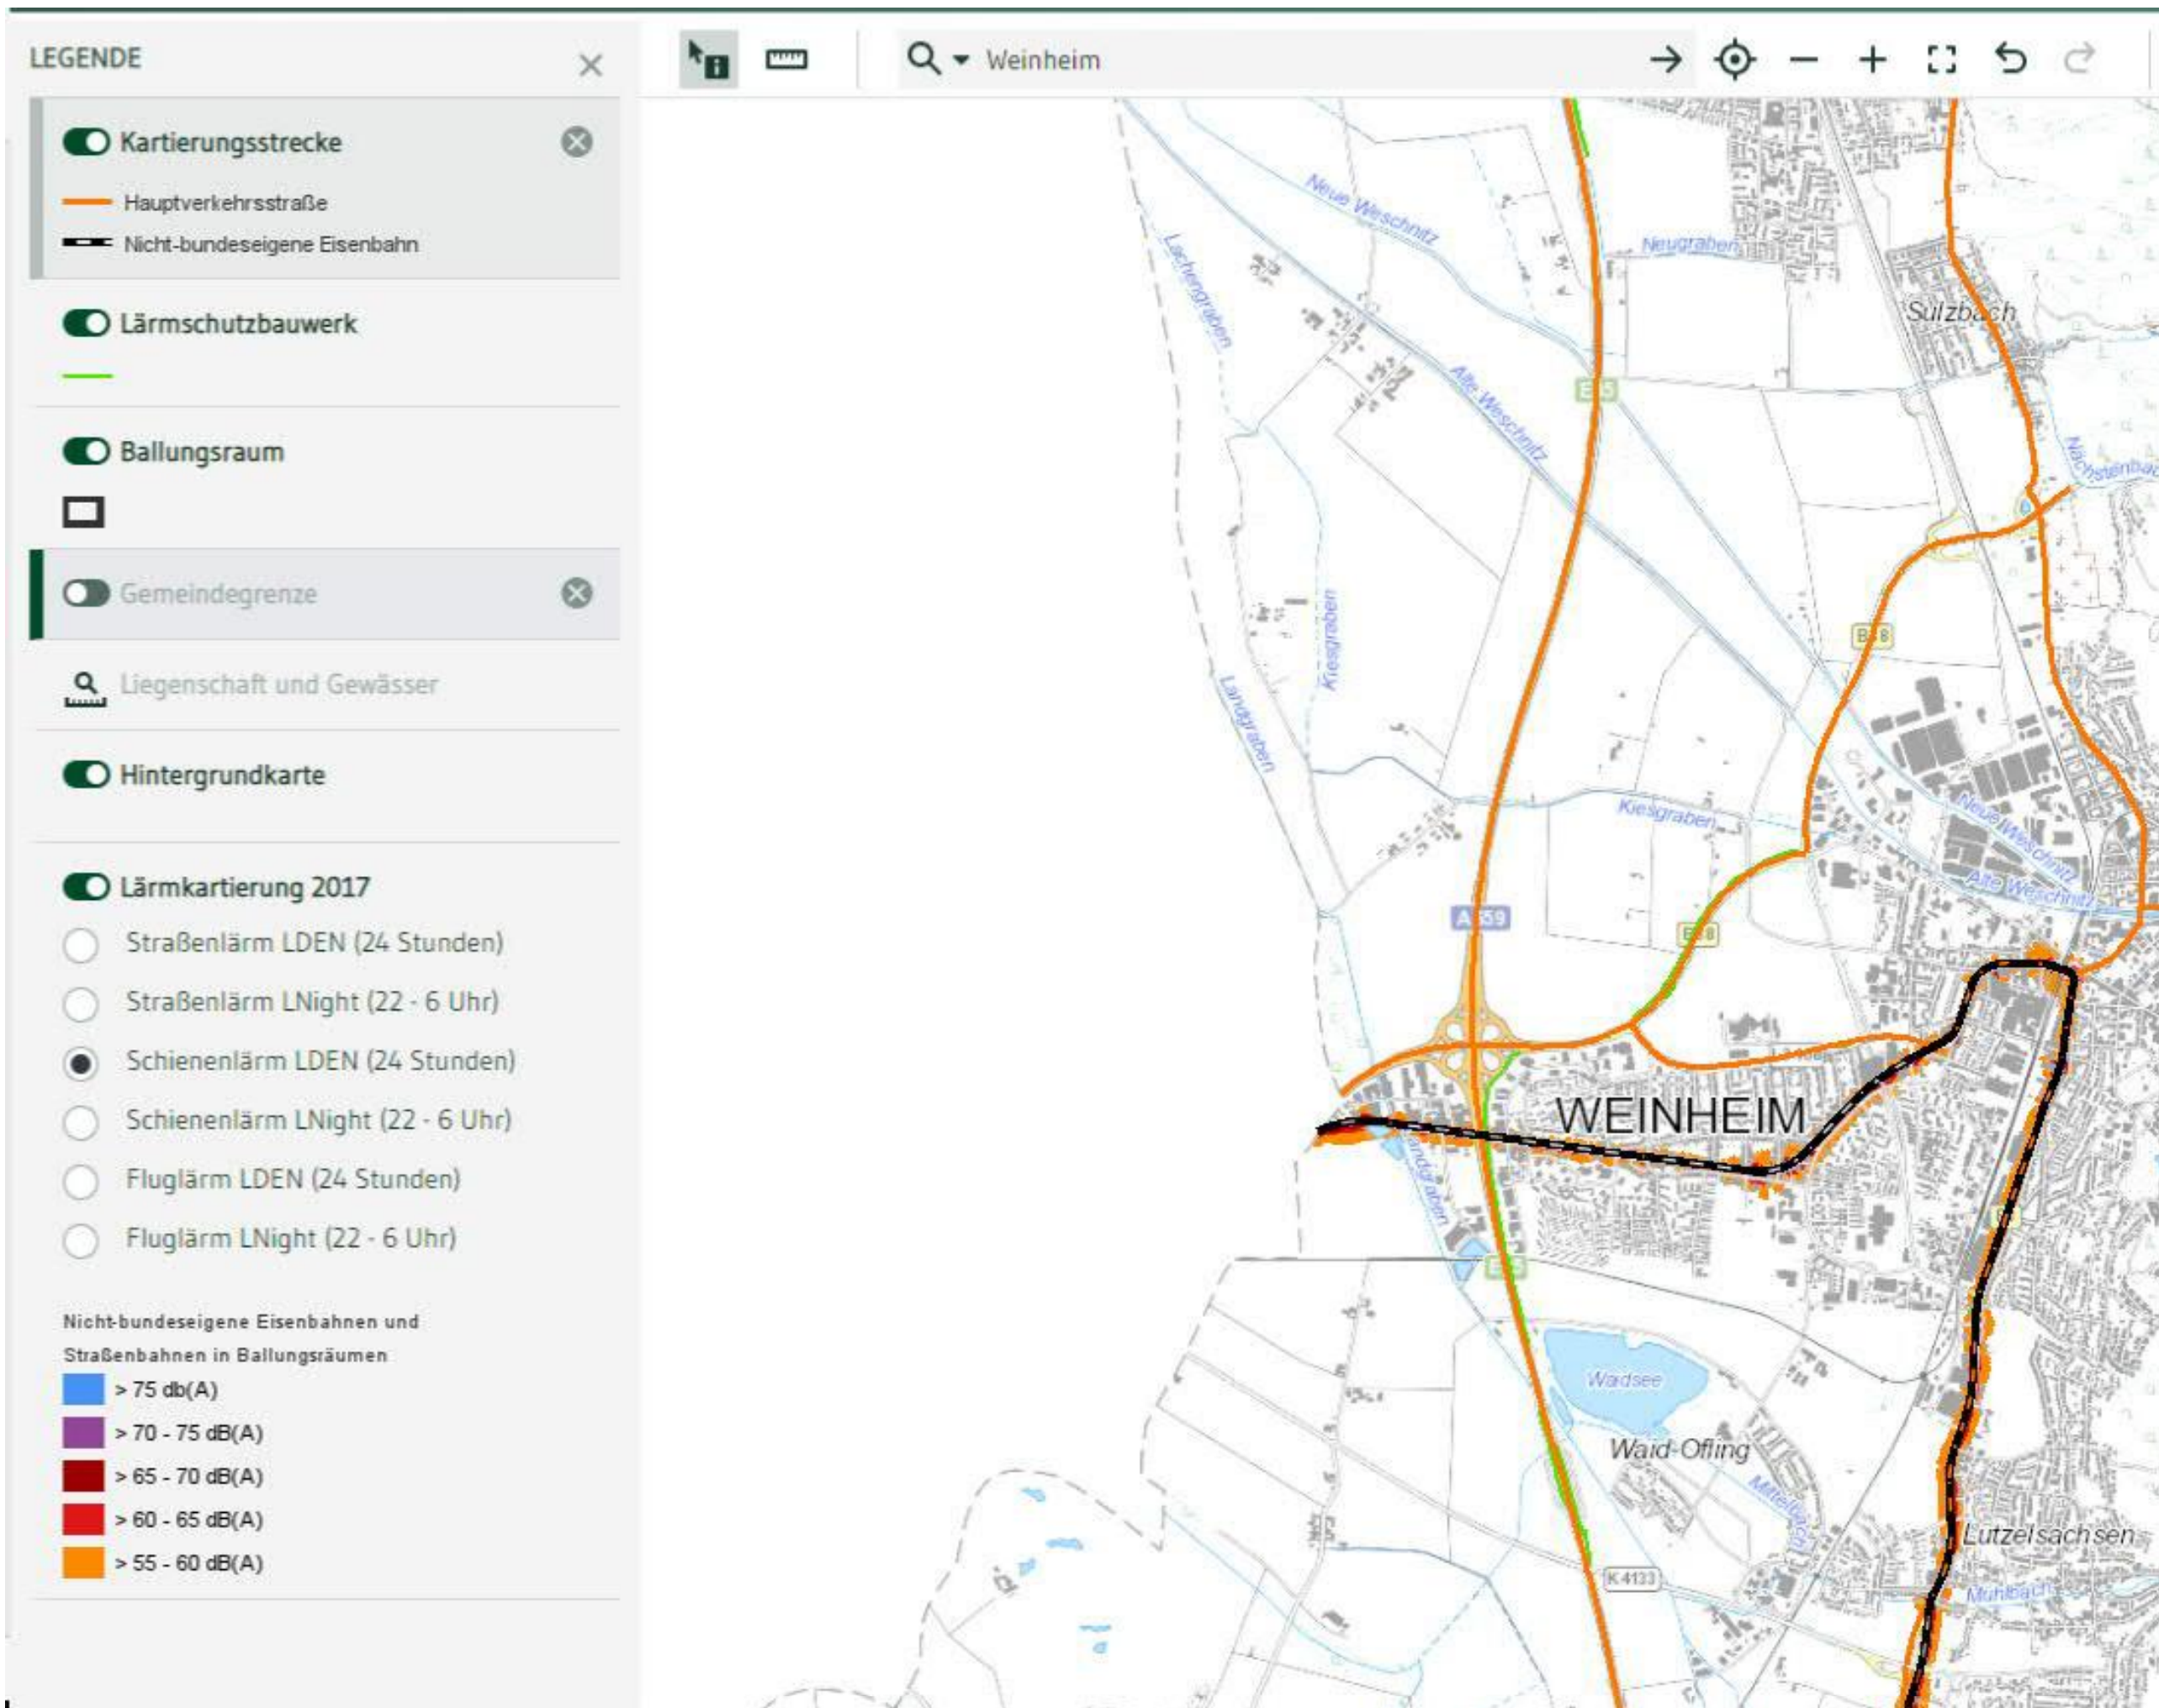 LEGENDE
Weinheim
Kartierungsstrecke
Hauptverkehrsstraße
Nicht-bundeseigene Eisenbahn
Lärmschutzbauwerk
Ballungsraum
Gemeindegrenze
Liegenschaft und Gewässer
Hintergrundkarte
Lärmkartierung 2017
Straßenlärm LDEN (24 Stunden)
Straßenlärm LNight (22 - 6 Uhr)
Schienenlärm LDEN (24 Stunden)
Schienenlärm LNight (22 - 6 Uhr)
Fluglärm LDEN (24 Stunden)
Fluglärm LNight (22 - 6 Uhr)
Nicht-bundeseigene Eisenbahnen und
Straßenbahnen in Ballungsräumen
> 75 db(A)
> 70 - 75 dB(A)
> 65 - 70 dB(A)
> 60 - 65 dB(A)
> 55 - 60 dB(A)
Neue Weschnitz
Neugraben
Lachengraben
Sulzbach
Alte Weschnitz
Kiesgraben
Landgraben
Kiesgraben
Neue Weschnitz
Alte Weschnitz
WEINHEIM
Waidsee
Waid-Ofling
Mittelbach
Lutzelsachsen
K 4133
Muhlbach